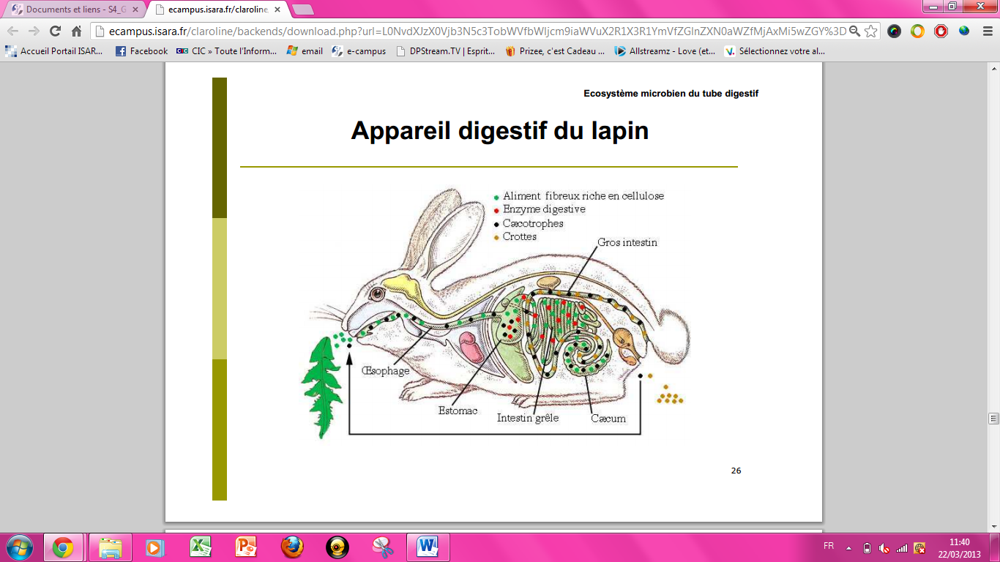 Documents et liens - S4_G
ecampus.isara.fr/claroline
ecampus.isara.fr/claroline/backends/download.php?url=
Accueil Portail ISAR...
Facebook
CIC » Toute l'Inform...
email
e-campus
DPStream.TV | Esprit...
Prizee, c'est Cadeau ...
Allstreamz - Love (et...
Sélectionnez votre al...
Ecosystème microbien du tube digestif
Appareil digestif du lapin
Aliment fibreux riche en cellulose
Enzyme digestive
Cæcotrophes
Crottes
Gros intestin
Œsophage
Estomac
Intestin grêle
Cæcum
26
FR
11:40
22/03/2013